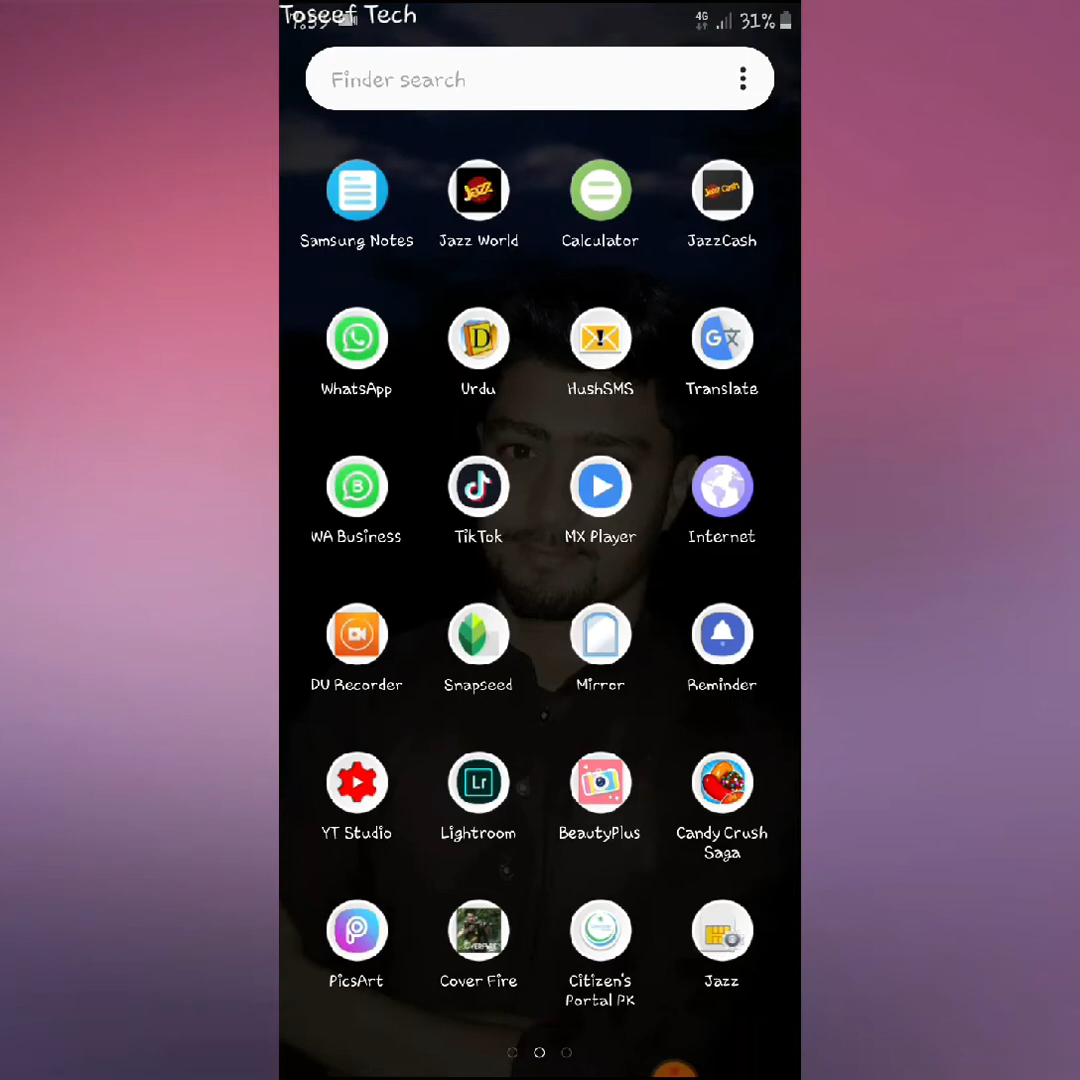 Toseef Tech
4G 31%
Finder search
Samsung Notes Jazz World Calculator JazzCash
WhatsApp Urdu HushSMS Translate
WA Business TikTok MX Player Internet
DU Recorder Snapseed Mirror Reminder
YT Studio Lightroom BeautyPlus Candy Crush
Saga
PicsArt Cover Fire Citizen's Jazz
Portal PK